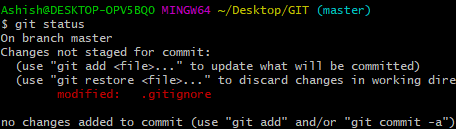 Ashish@DESKTOP-OPV5BQO MINGW64 ~/Desktop/GIT (master)
$ git status
On branch master
Changes not staged for commit:
  (use "git add <file>..." to update what will be committed)
  (use "git restore <file>..." to discard changes in working dire
        modified:   .gitignore

no changes added to commit (use "git add" and/or "git commit -a")